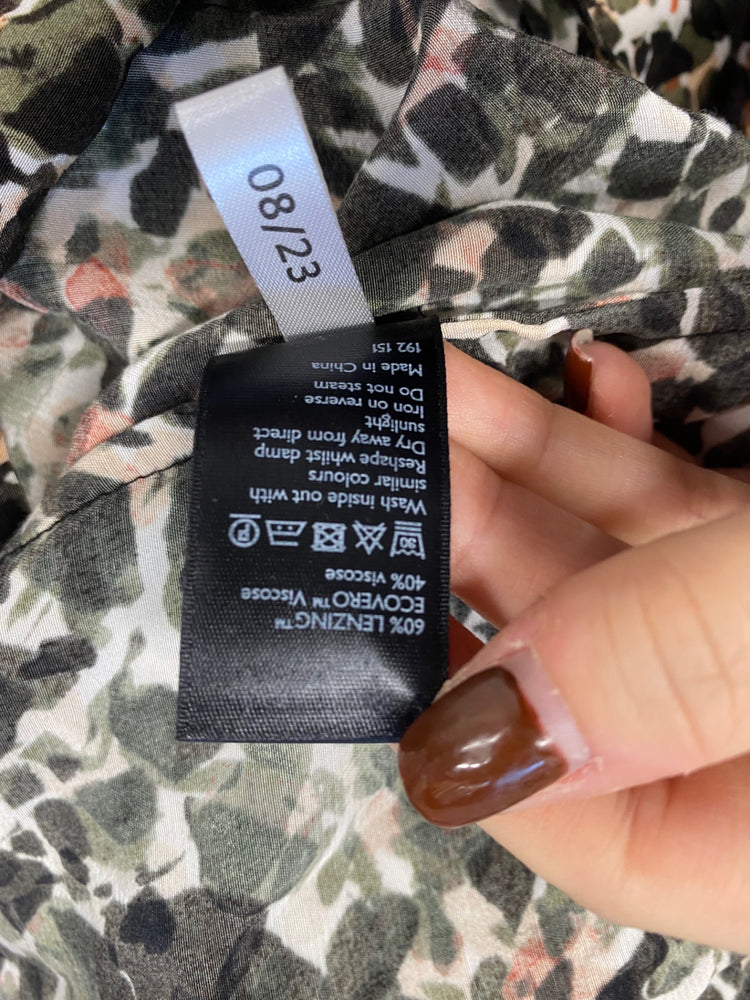 08/23
60% LENZING™
ECOVERO™ Viscose
40% viscose
30
P
Wash inside out with
similar colours
Reshape whilst damp
Dry away from direct
sunlight
Iron on reverse
Do not steam
Made in China
192 151